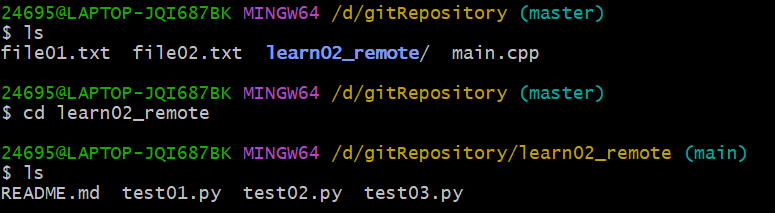 24695@LAPTOP-JQI687BK MINGW64 /d/gitRepository (master)
$ ls
file01.txt  file02.txt  learn02_remote/  main.cpp
24695@LAPTOP-JQI687BK MINGW64 /d/gitRepository (master)
$ cd learn02_remote
24695@LAPTOP-JQI687BK MINGW64 /d/gitRepository/learn02_remote (main)
$ ls
README.md  test01.py  test02.py  test03.py